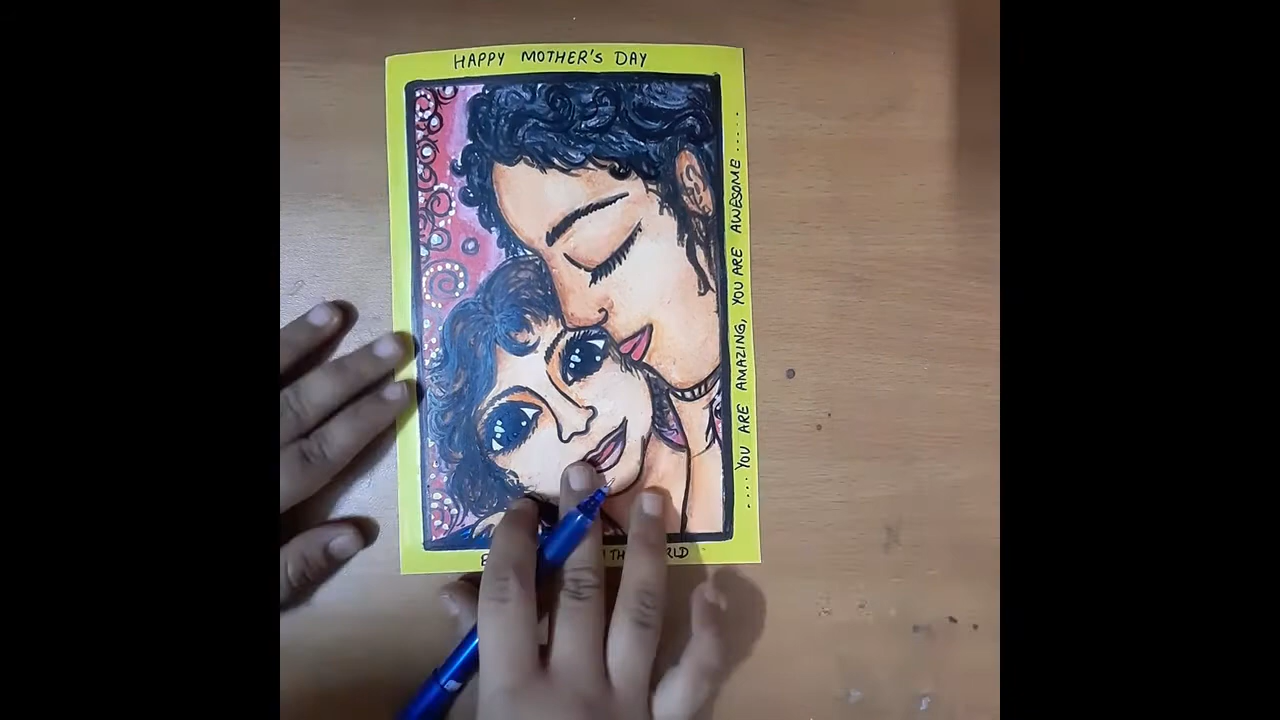 HAPPY MOTHER'S DAY
....YOU ARE AMAZING, YOU ARE AWESOME.....